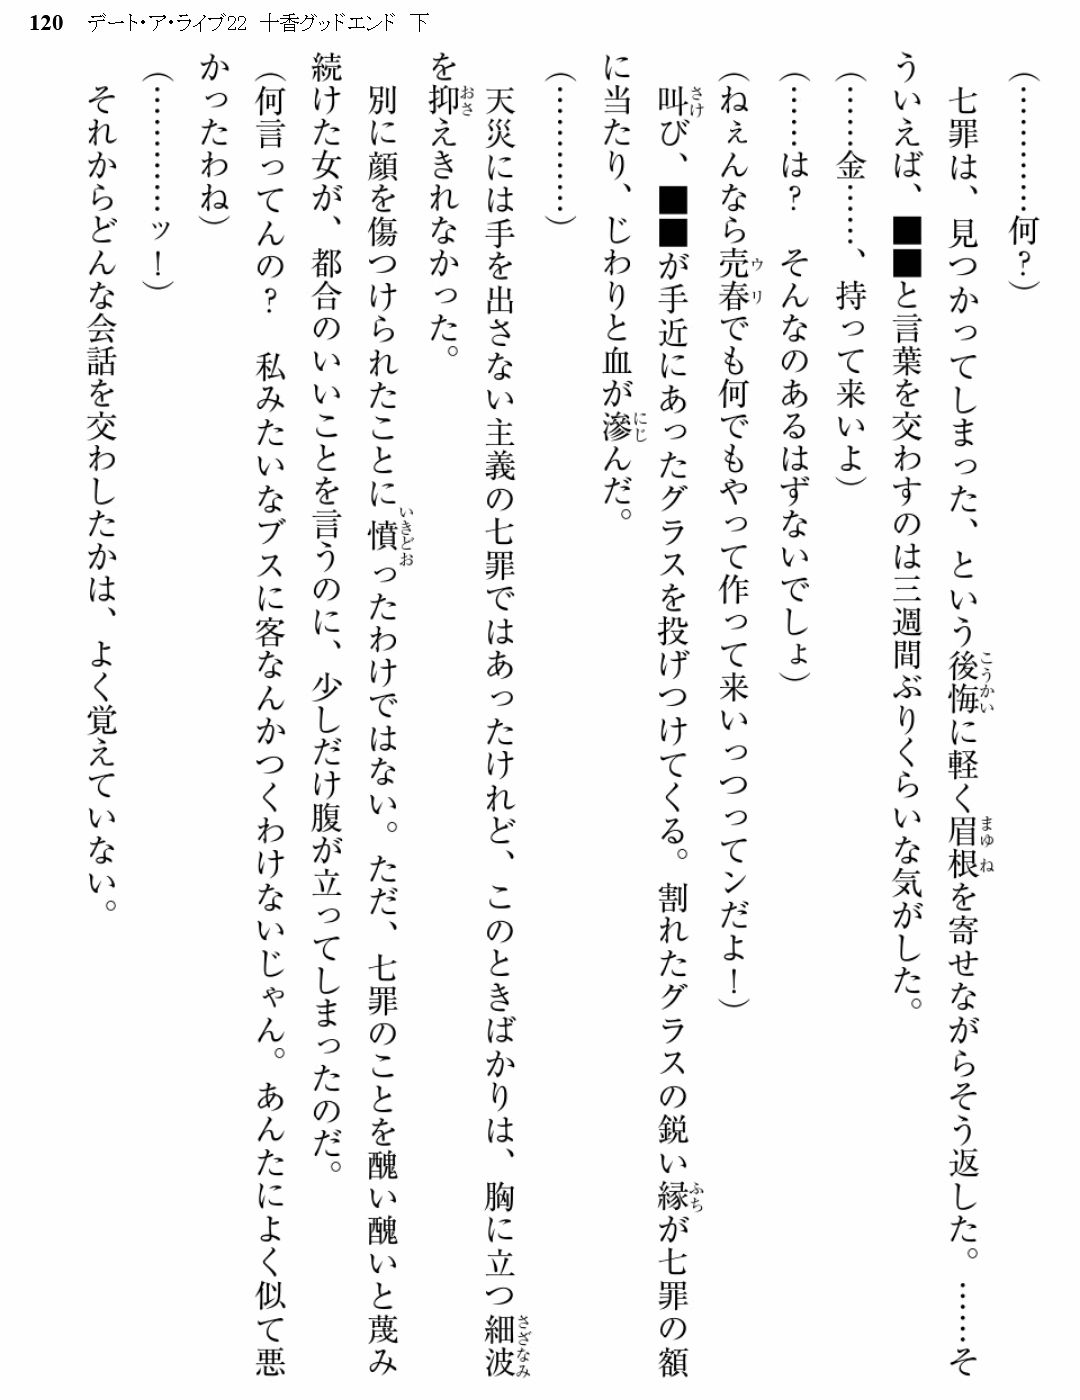 120 デート・ア・ライブ22 十香グッドエンド 下
(…………何?)
七罪は、見つかってしまった、という後悔に軽く眉根を寄せながらそう返した。……そ
ういえば、■■と言葉を交わすのは三週間ぶりくらいな気がした。
(……金……、持って来いよ)
(……は? そんなのあるはずないでしょ)
(ねぇんなら売春でも何でもやって作って来いっつってンだよ!)
叫び、■■が手近にあったグラスを投げつけてくる。割れたグラスの鋭い縁が七罪の額
に当たり、じわりと血が滲んだ。
(…………)
天災には手を出さない主義の七罪ではあったけれど、このときばかりは、胸に立つ細波
を抑えきれなかった。
別に顔を傷つけられたことに憤ったわけではない。ただ、七罪のことを醜い醜いと蔑み
続けた女が、都合のいいことを言うのに、少しだけ腹が立ってしまったのだ。
(何言ってんの? 私みたいなブスに客なんかつくわけないじゃん。あんたによく似て悪
かったわね)
(…………ッ!)
それからどんな会話を交わしたかは、よく覚えていない。